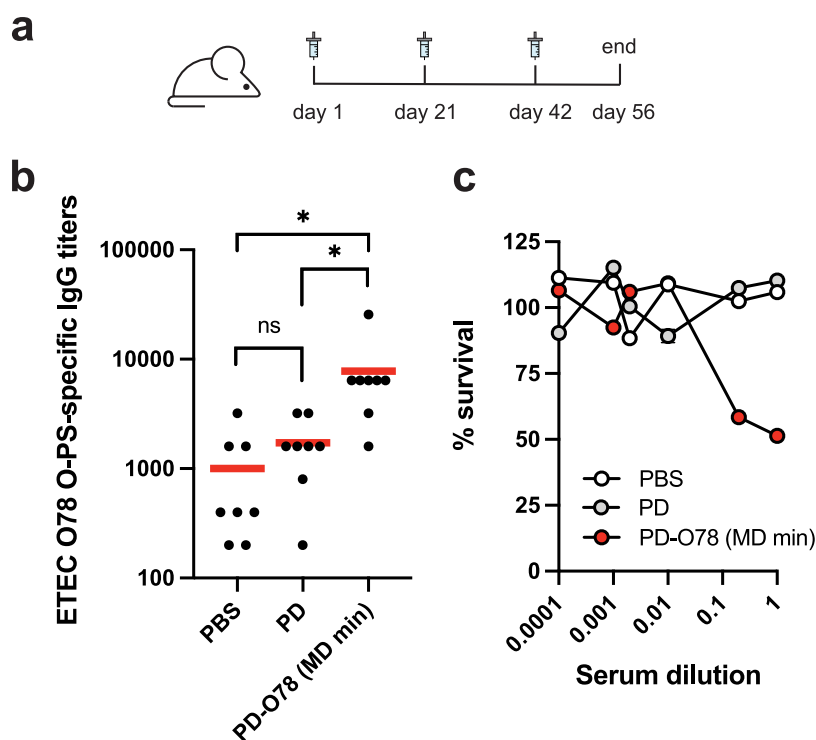 a
end
day 1 day 21 day 42 day 56
b
ETEC O78 O-PS-specific IgG titers
100000
10000
1000
100
*
*
ns
PBS
PD
PD-O78 (MD min)
c
% survival
125
100
75
50
25
0
PBS
PD
PD-O78 (MD min)
0.0001
0.001
0.01
0.1
1
Serum dilution